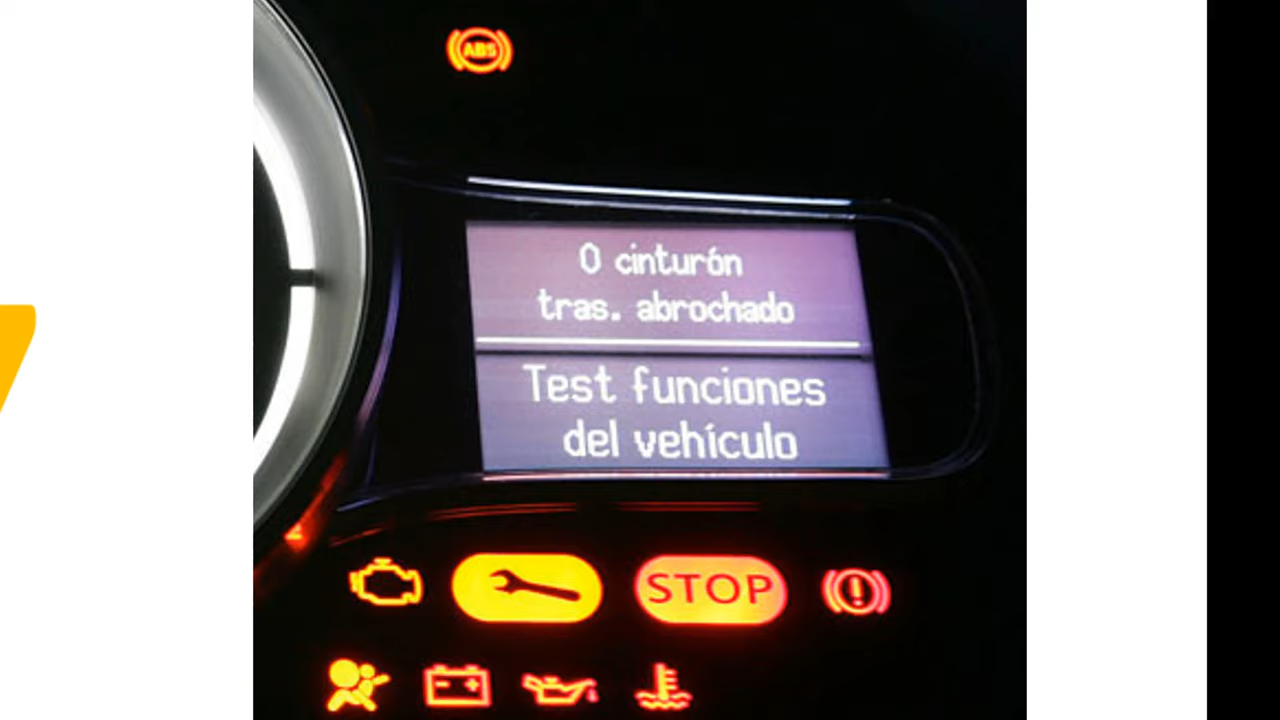 ABS
0 cinturón
tras. abrochado
Test funciones
del vehículo
STOP